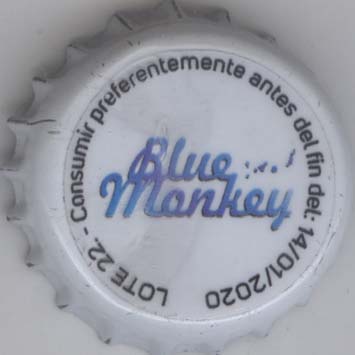 LOTE 22.- Consumir preferentemente antes del fin del: 14/01/2020
Blue
Monkey